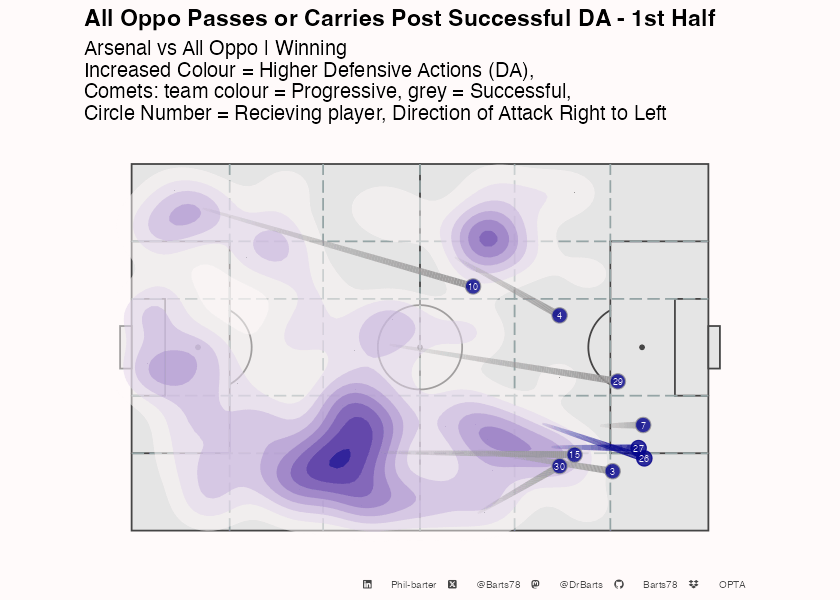 All Oppo Passes or Carries Post Successful DA - 1st Half
Arsenal vs All Oppo | Winning
Increased Colour = Higher Defensive Actions (DA),
Comets: team colour = Progressive, grey = Successful,
Circle Number = Recieving player, Direction of Attack Right to Left
10
4
29
7
27
15
26
30
3
Phil-barter @Barts78 @DrBarts Barts78 OPTA